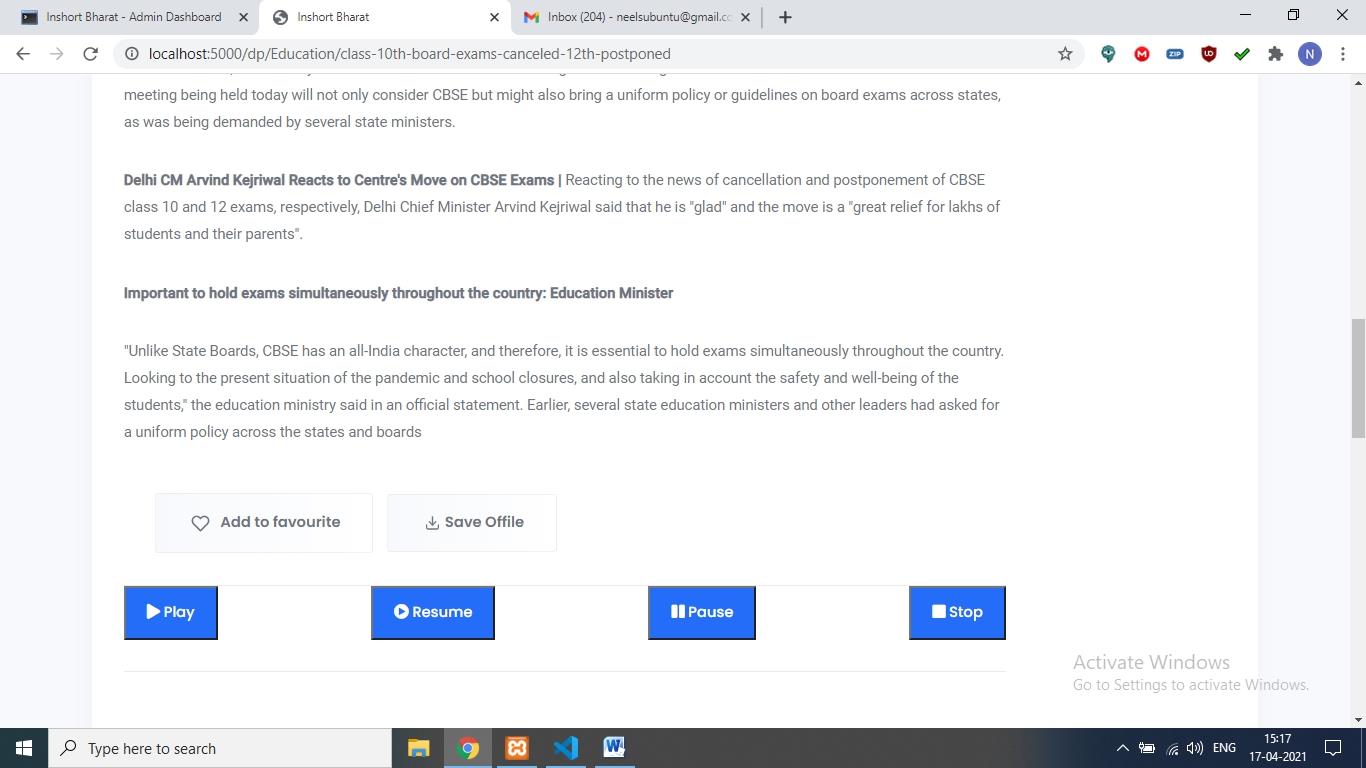 Inshort Bharat - Admin Dashboard
Inshort Bharat
Inbox (204) - neelsubuntu@gmail.cc
localhost:5000/dp/Education/class-10th-board-exams-canceled-12th-postponed
ZIP
N
meeting being held today will not only consider CBSE but might also bring a uniform policy or guidelines on board exams across states,
as was being demanded by several state ministers.
Delhi CM Arvind Kejriwal Reacts to Centre's Move on CBSE Exams | Reacting to the news of cancellation and postponement of CBSE
class 10 and 12 exams, respectively, Delhi Chief Minister Arvind Kejriwal said that he is "glad" and the move is a "great relief for lakhs of
students and their parents".
Important to hold exams simultaneously throughout the country: Education Minister
"Unlike State Boards, CBSE has an all-India character, and therefore, it is essential to hold exams simultaneously throughout the country.
Looking to the present situation of the pandemic and school closures, and also taking in account the safety and well-being of the
students," the education ministry said in an official statement. Earlier, several state education ministers and other leaders had asked for
a uniform policy across the states and boards
Add to favourite
Save Offile
Play
Resume
Pause
Stop
Activate Windows
Go to Settings to activate Windows.
Type here to search
ENG
15:17
17-04-2021